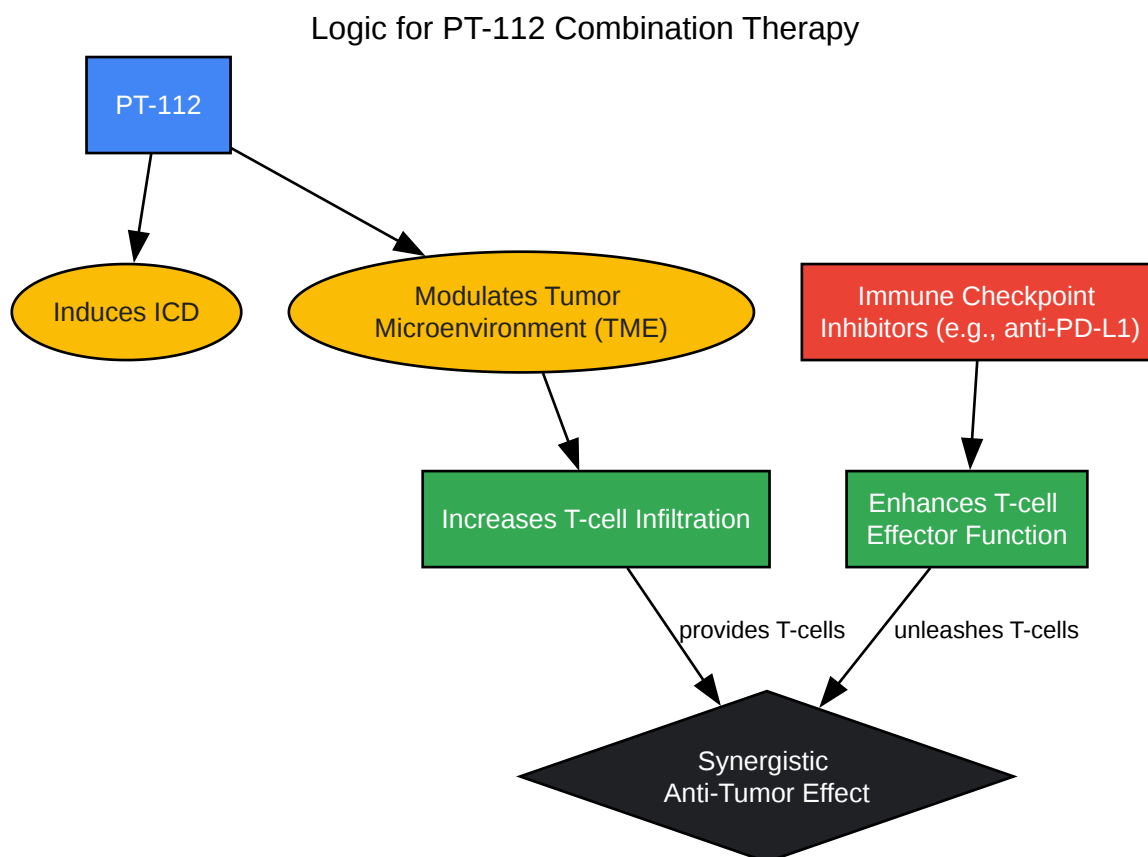 Logic for PT-112 Combination Therapy
PT-112
Induces ICD
Modulates Tumor
Microenvironment (TME)
Immune Checkpoint
Inhibitors (e.g., anti-PD-L1)
Increases T-cell Infiltration
Enhances T-cell
Effector Function
provides T-cells
unleashes T-cells
Synergistic
Anti-Tumor Effect